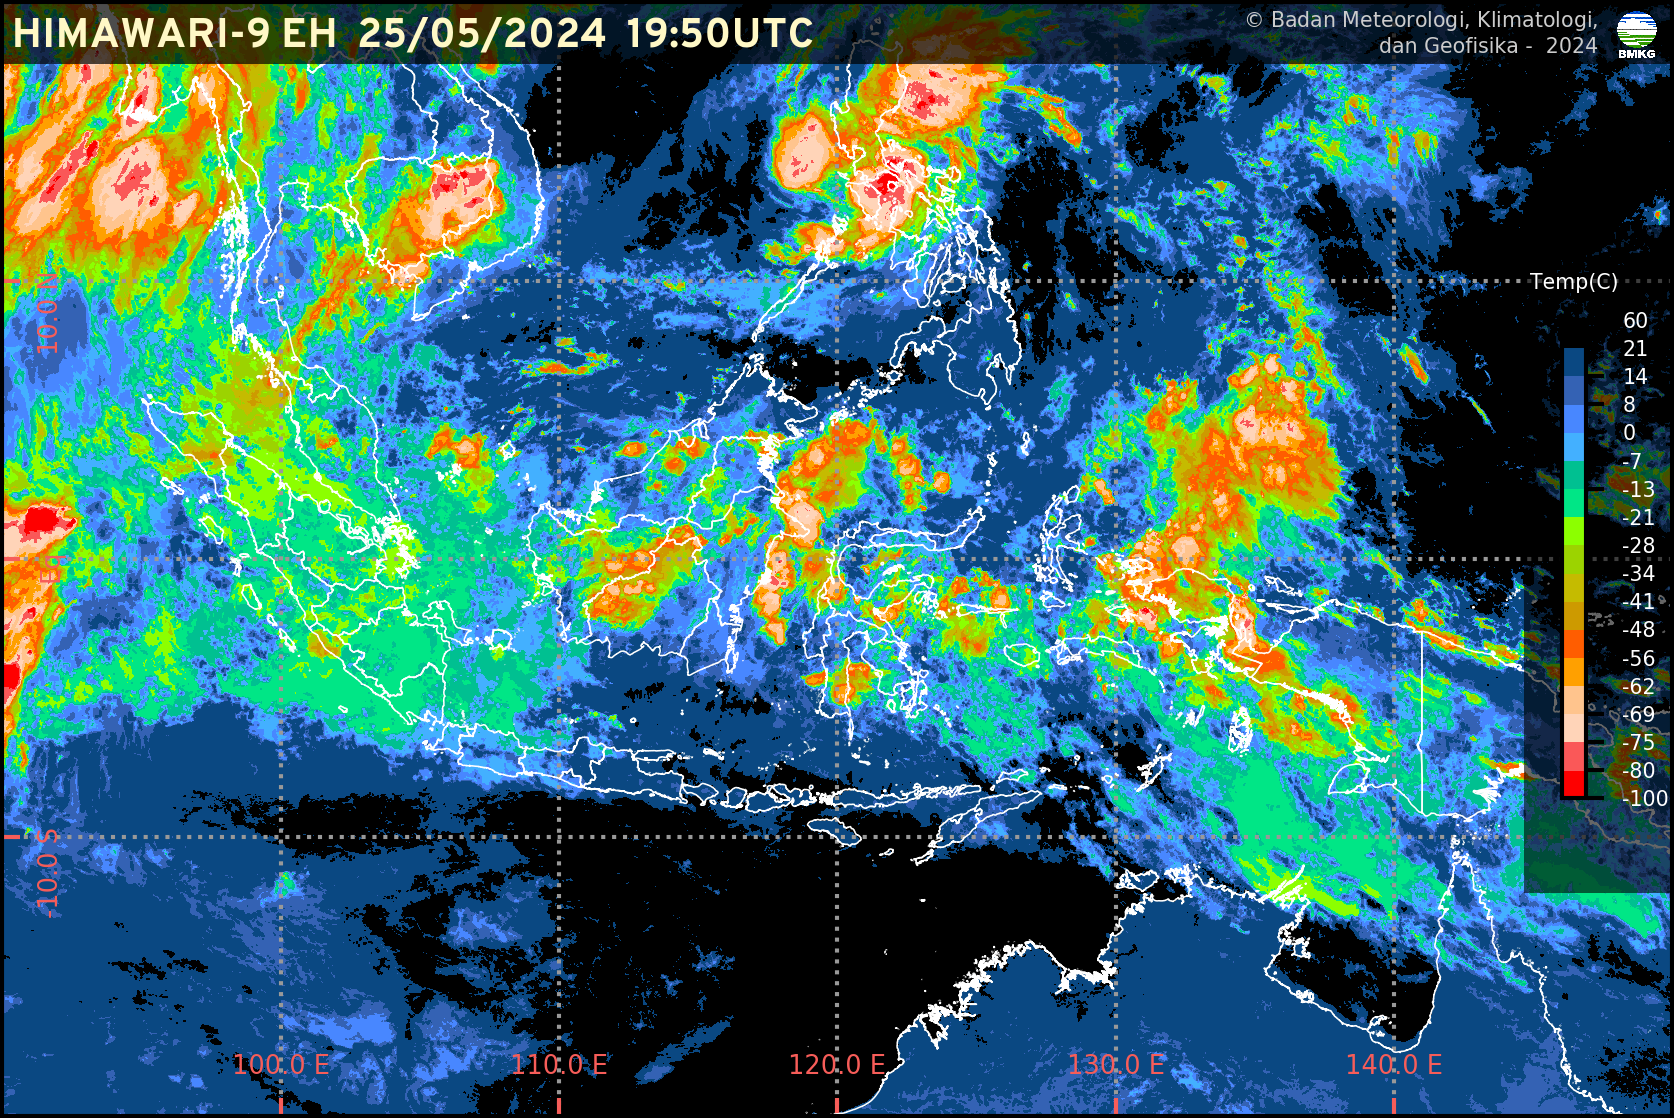 HIMAWARI-9 EH 25/05/2024 19:50UTC
© Badan Meteorologi, Klimatologi,
dan Geofisika - 2024
BMKG
Temp(C)
60
21
14
8
0
-7
-13
-21
-28
-34
-41
-48
-56
-62
-69
-75
-80
-100
10.0 N
EQ
-10.0 S
100.0 E
110.0 E
120.0 E
130.0 E
140.0 E